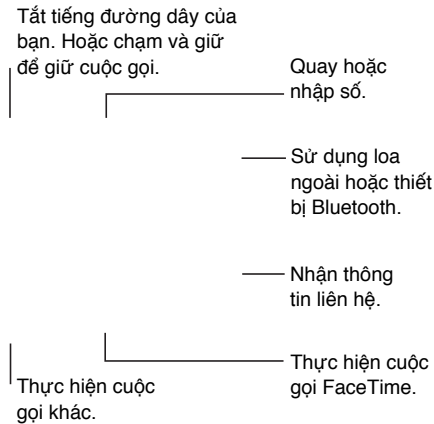 Tắt tiếng đường dây của
bạn. Hoặc chạm và giữ
để giữ cuộc gọi.
Quay hoặc
nhập số.
Sử dụng loa
ngoài hoặc thiết
bị Bluetooth.
Nhận thông
tin liên hệ.
Thực hiện cuộc
gọi FaceTime.
Thực hiện cuộc
gọi khác.